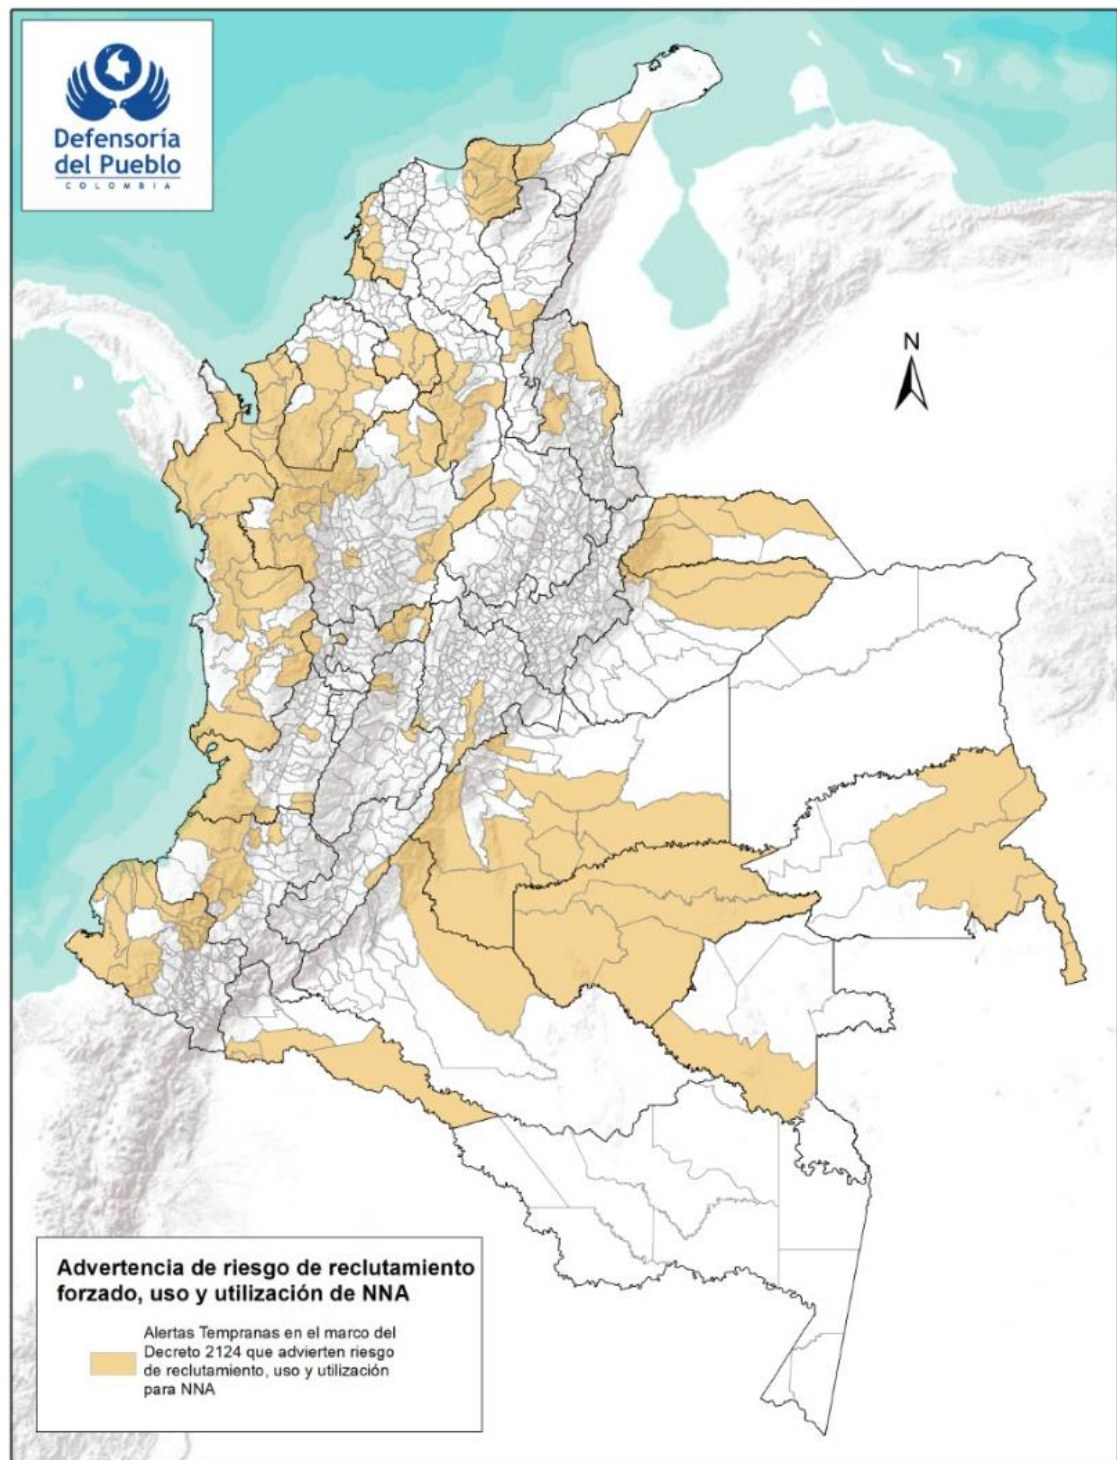 Defensoría
del Pueblo
COLOMBIA
N
Advertencia de riesgo de reclutamiento
forzado, uso y utilización de NNA
Alertas Tempranas en el marco del
Decreto 2124 que advierten riesgo
de reclutamiento, uso y utilización
para NNA